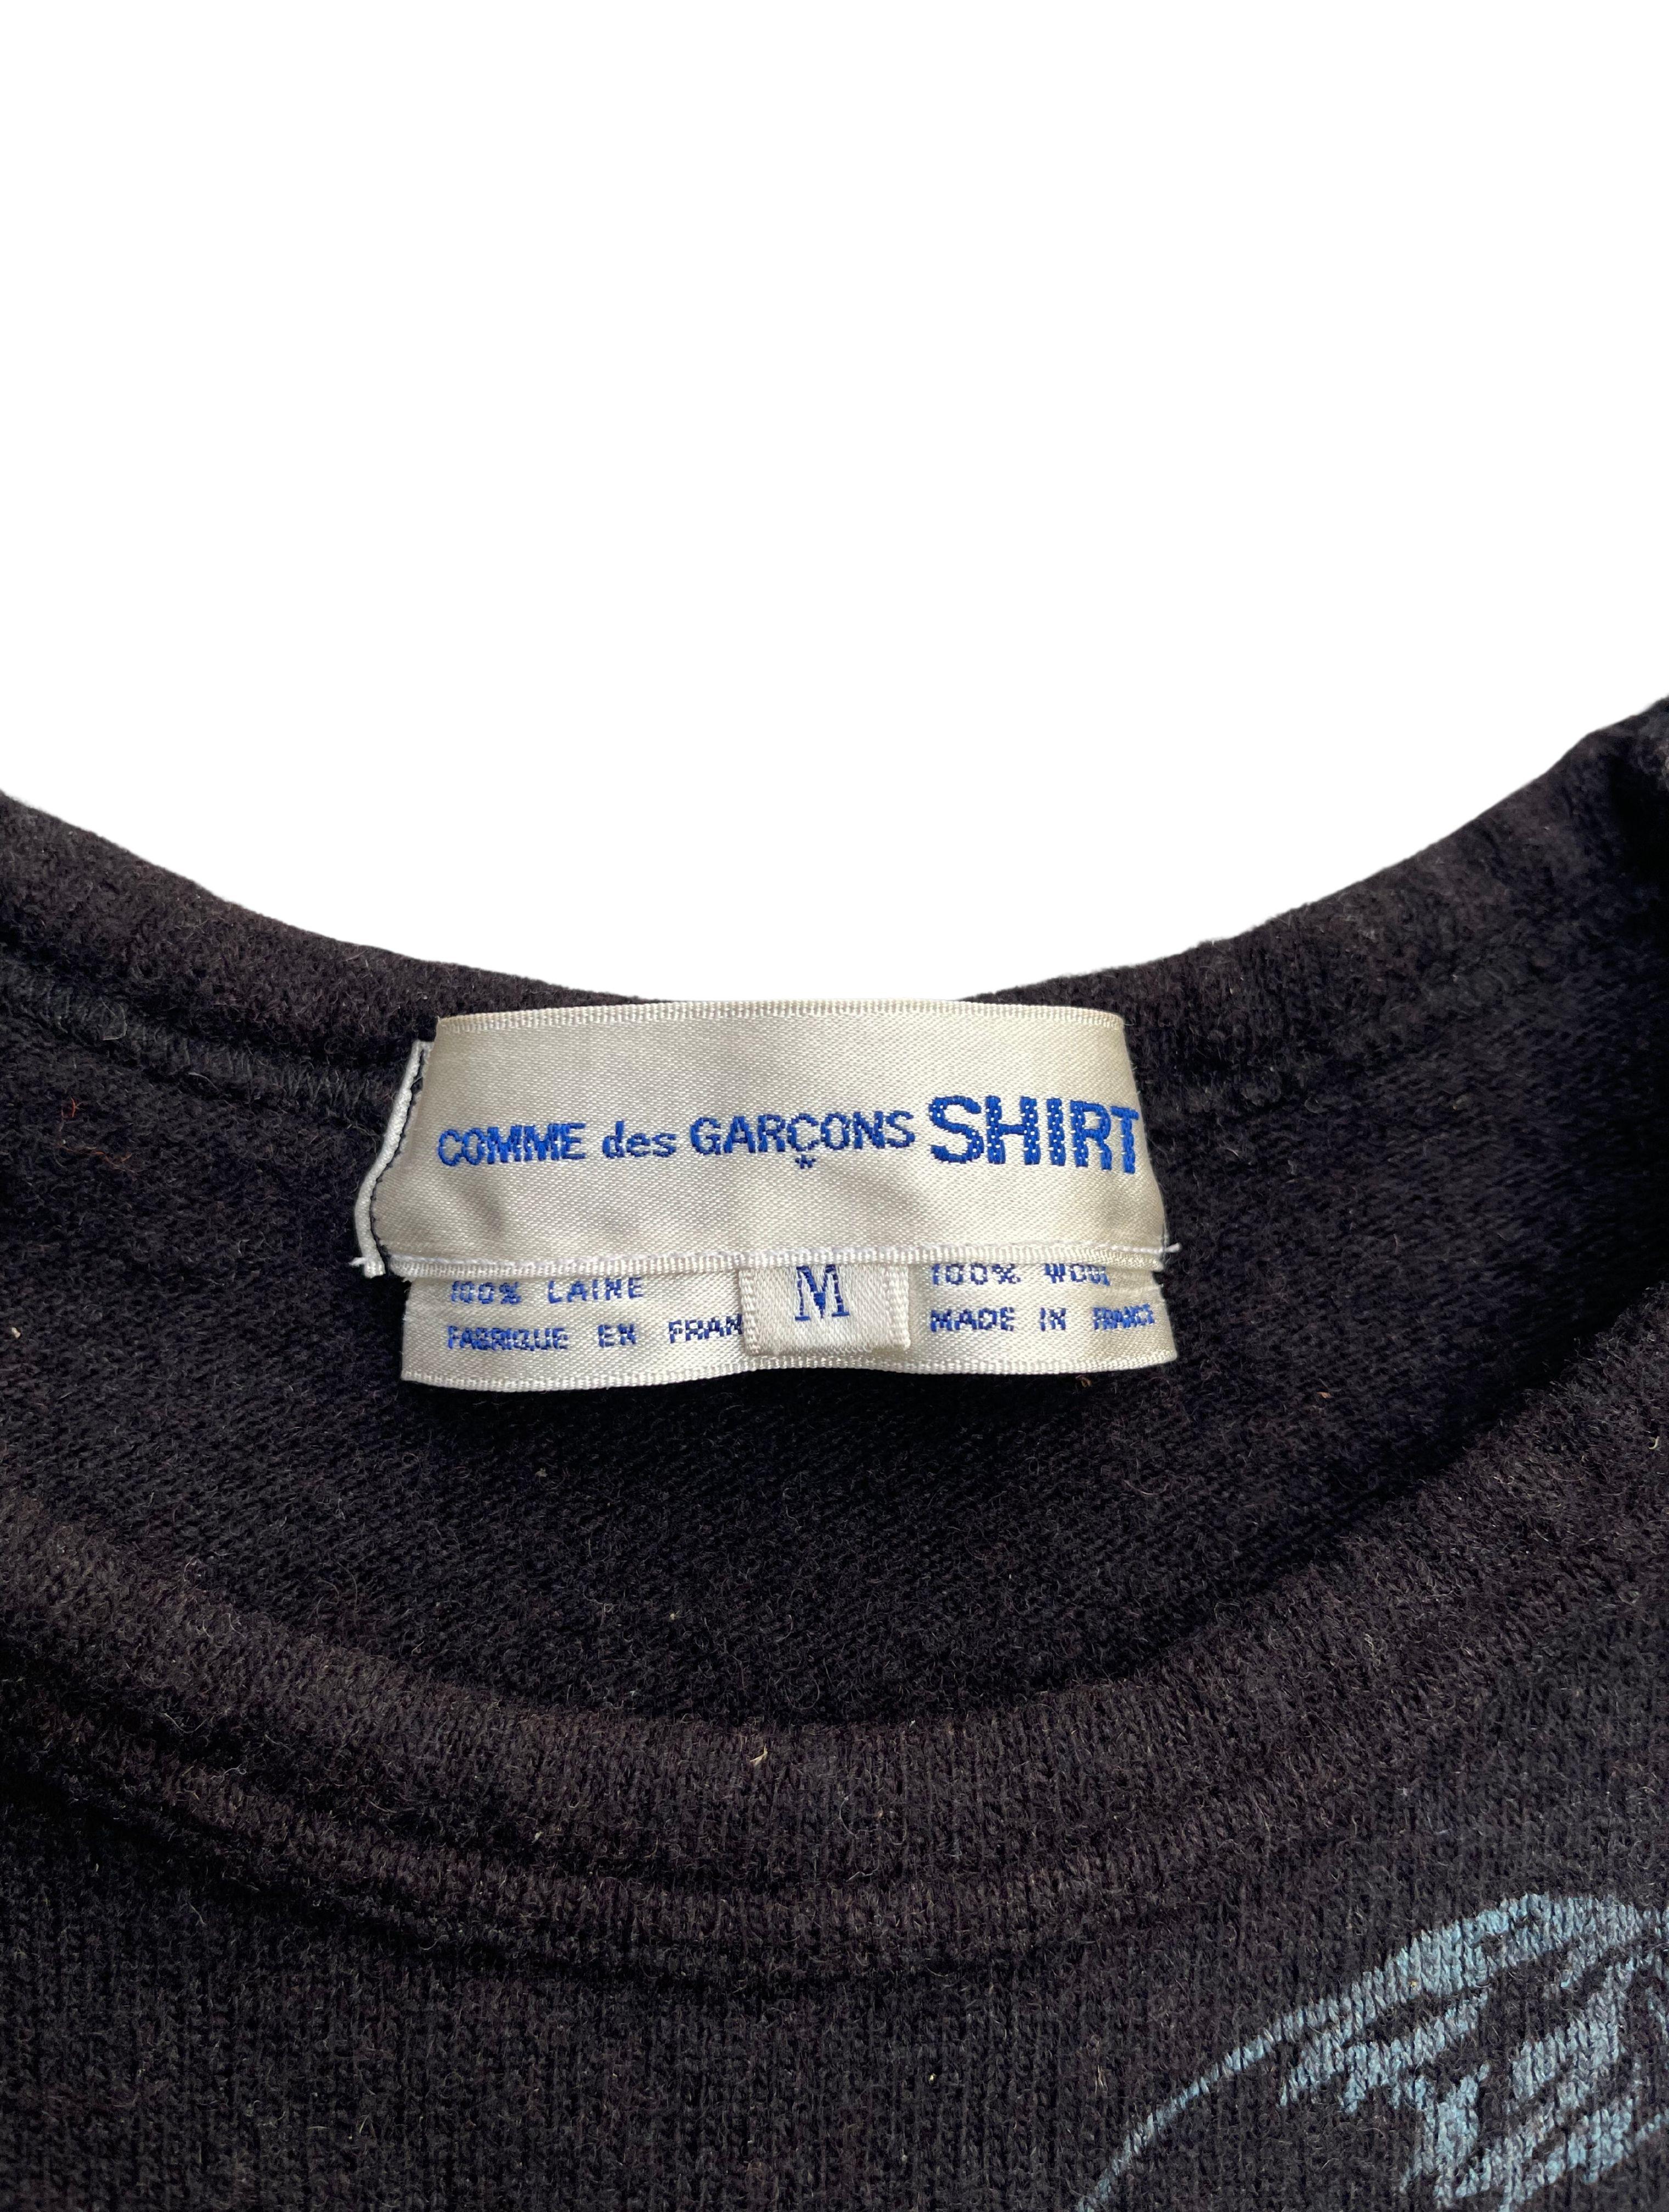 COMME des GARÇONS SHIRT
100% LAINE
FABRIQUE EN FRAN
M
100% WOOL
MADE IN FRANCE